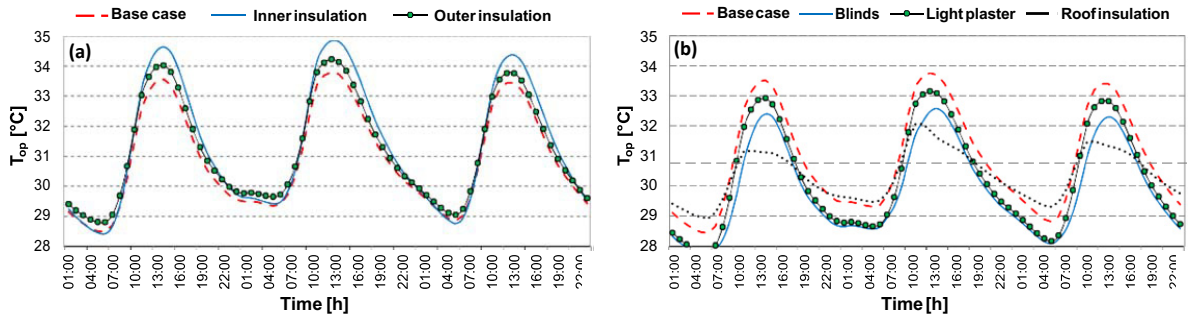 Base case Inner insulation Outer insulation
(a)
35
34
33
32
31
30
29
28
T_op [°C]
01:00 04:00 07:00 10:00 13:00 16:00 19:00 22:00 01:00 04:00 07:00 10:00 13:00 16:00 19:00 22:00 01:00 04:00 07:00 10:00 13:00 16:00 19:00 22:00
Time [h]
Base case Blinds Light plaster Roof insulation
(b)
35
34
33
32
31
30
29
28
T_op [°C]
01:00 04:00 07:00 10:00 13:00 16:00 19:00 22:00 01:00 04:00 07:00 10:00 13:00 16:00 19:00 22:00 01:00 04:00 07:00 10:00 13:00 16:00 19:00 22:00
Time [h]